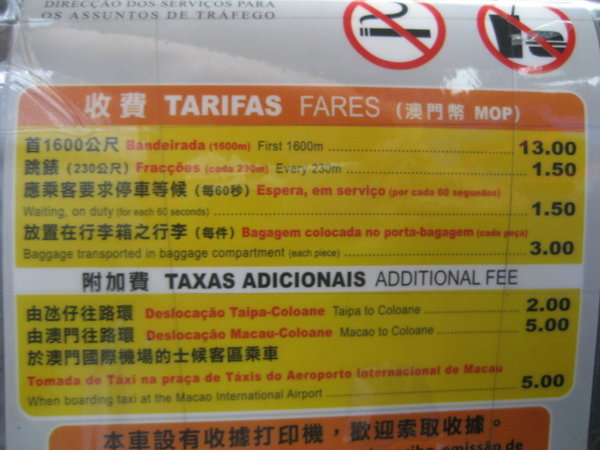 DIRECÇÃO DOS SERVIÇOS PARA
OS ASSUNTOS DE TRÁFEGO
收費 TARIFAS FARES (澳門幣 MOP)
首1600公尺 Bandeirada (1600m) First 1600m 13.00
跳錶 (230公尺) Fracções (cada 230m) Every 230m 1.50
應乘客要求停車等候 (每60秒) Espera, em serviço (por cada 60 segundos)
Waiting, on duty (for each 60 seconds) 1.50
放置在行李箱之行李 (每件) Bagagem colocada no porta-bagagem (cada peça)
Baggage transported in baggage compartment (each piece) 3.00
附加費 TAXAS ADICIONAIS ADDITIONAL FEE
由氹仔往路環 Deslocação Taipa-Coloane Taipa to Coloane 2.00
由澳門往路環 Deslocação Macau-Coloane Macao to Coloane 5.00
於澳門國際機場的士候客區乘車
Tomada de Táxi na praça de Táxis do Aeroporto Internacional de Macau
When boarding taxi at the Macao International Airport 5.00
本車設有收據打印機，歡迎索取收據。
emissão de